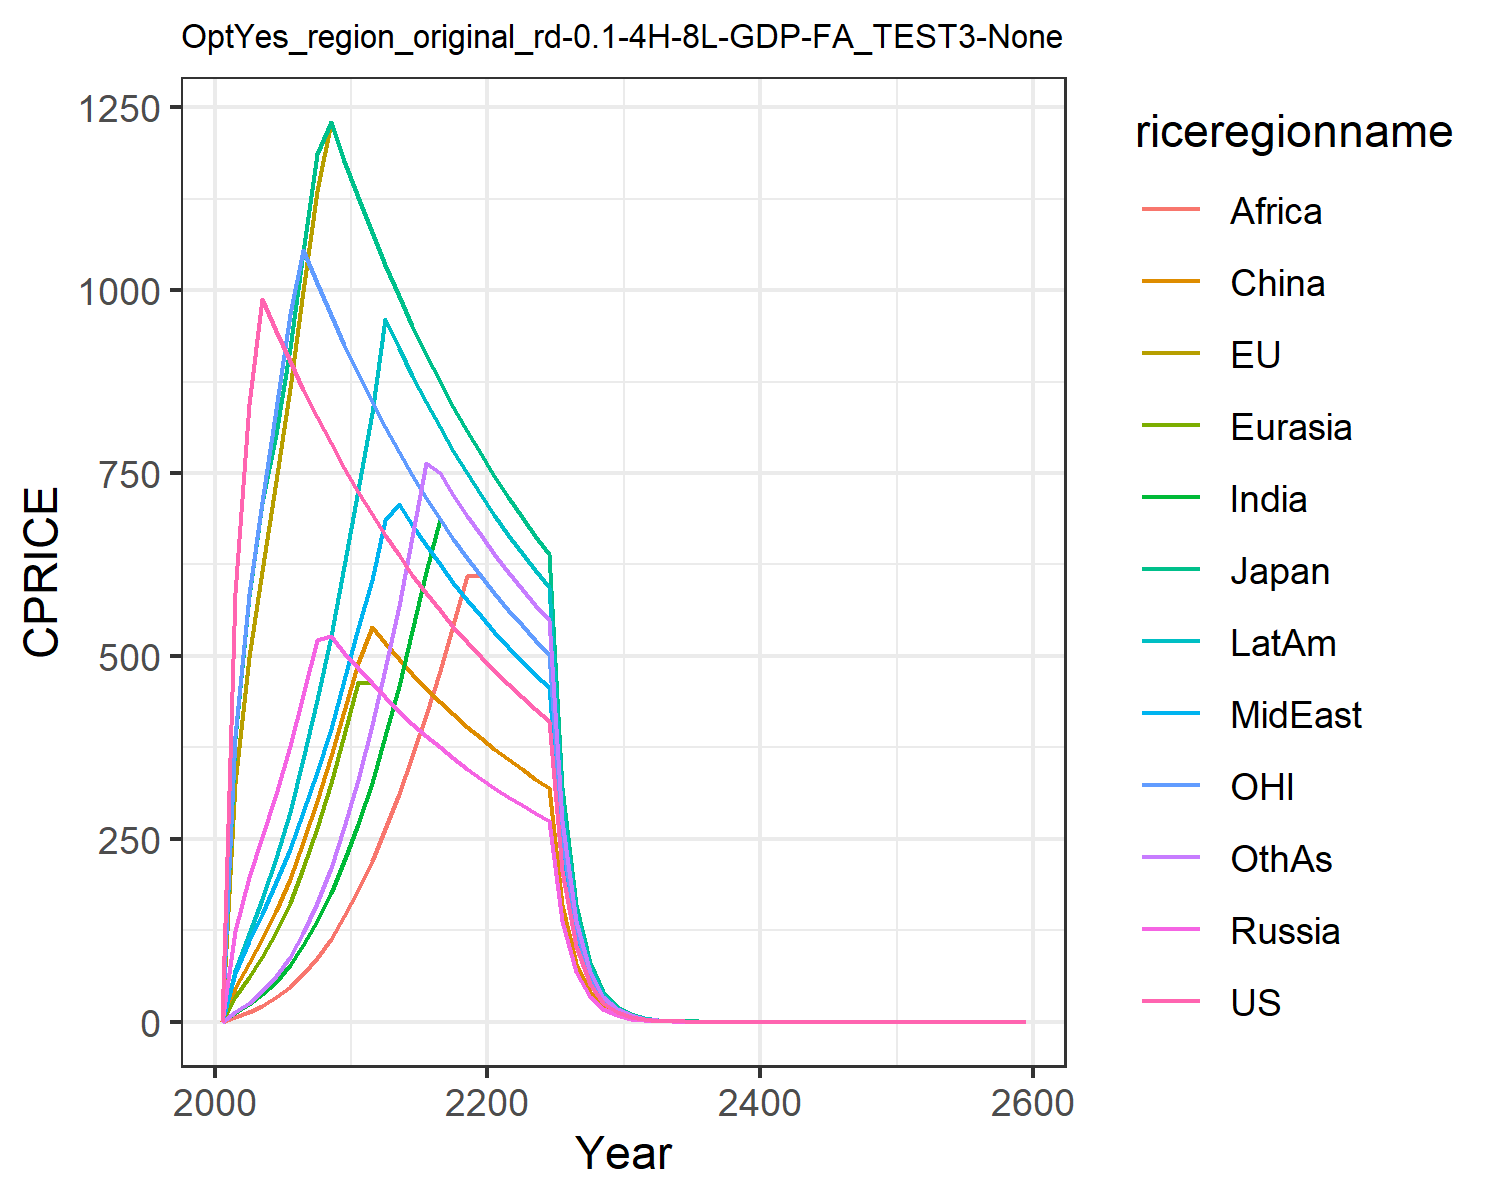 OptYes_region_original_rd-0.1-4H-8L-GDP-FA_TEST3-None
1250
1000
750
500
250
0
CPRICE
2000
2200
2400
2600
Year
riceregionname
Africa
China
EU
Eurasia
India
Japan
LatAm
MidEast
OHI
OthAs
Russia
US